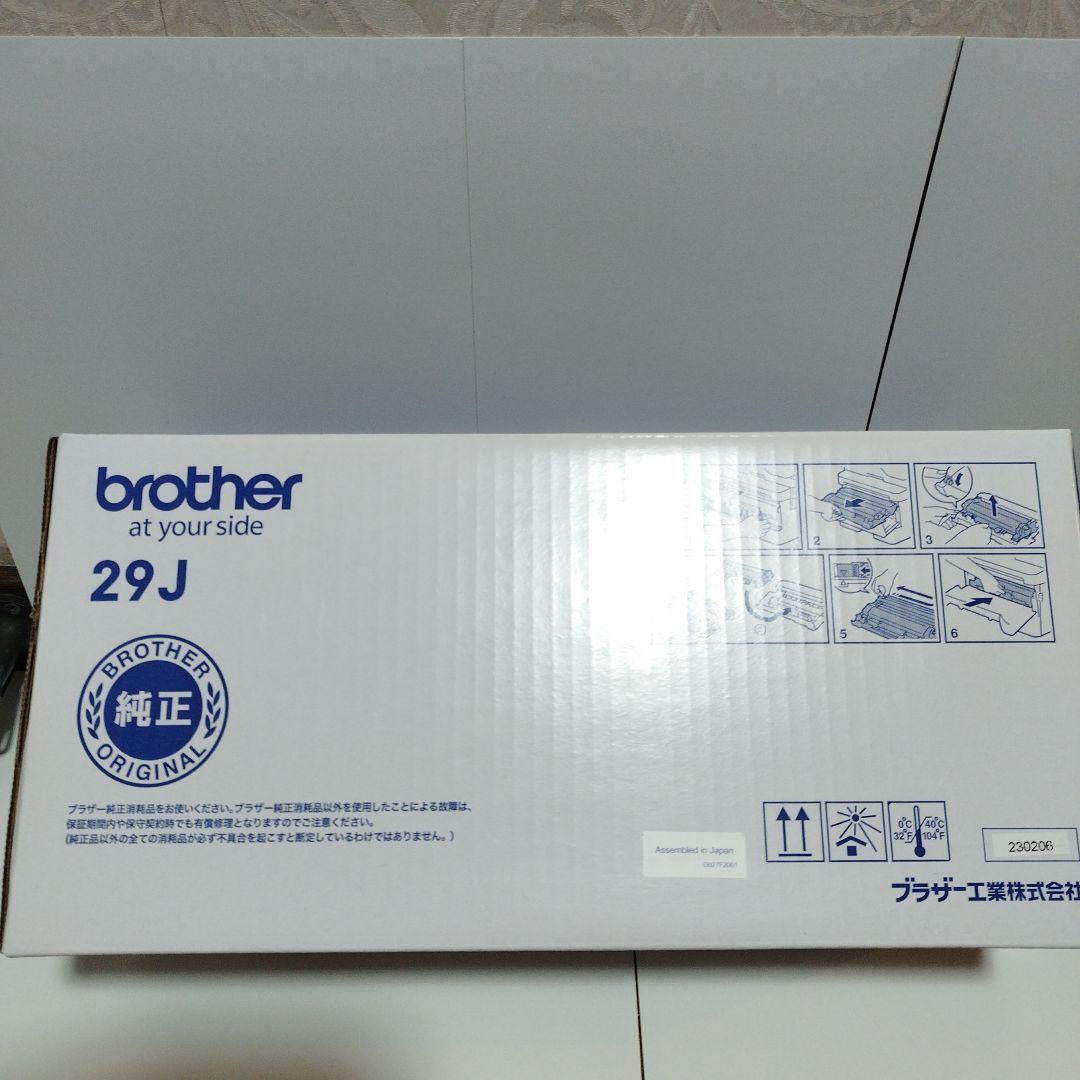 brother
at your side
29J
BROTHER
純正
ORIGINAL
ブラザー純正消耗品をお使いください。ブラザー純正消耗品以外を使用したことによる故障は、
保証期間内や保守契約時でも有償修理となりますのでご注意ください。
(純正品以外の全ての消耗品が必ず不具合を起こすと断定しているわけではありません。)
2
3
5
6
Assembled in Japan
0°C
32°F
40°C
104°F
230206
ブラザー工業株式会社